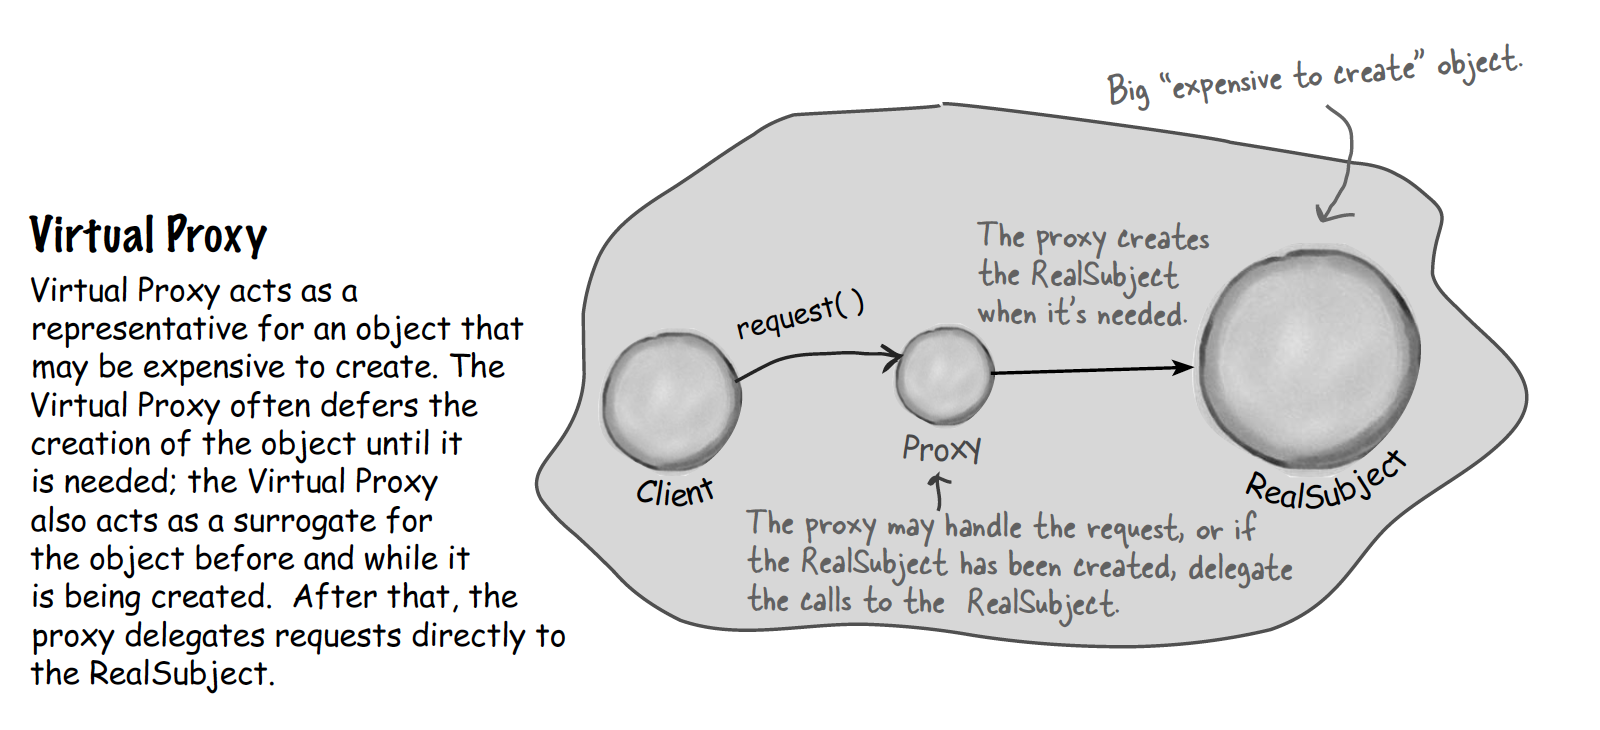 Big “expensive to create” object.
Virtual Proxy
Virtual Proxy acts as a
representative for an object that
may be expensive to create. The
Virtual Proxy often defers the
creation of the object until it
is needed; the Virtual Proxy
also acts as a surrogate for
the object before and while it
is being created.  After that, the
proxy delegates requests directly to
the RealSubject.
The proxy creates
the RealSubject
when it’s needed.
request( )
Client
Proxy
RealSubject
The proxy may handle the request, or if
the RealSubject has been created, delegate
the calls to the  RealSubject.